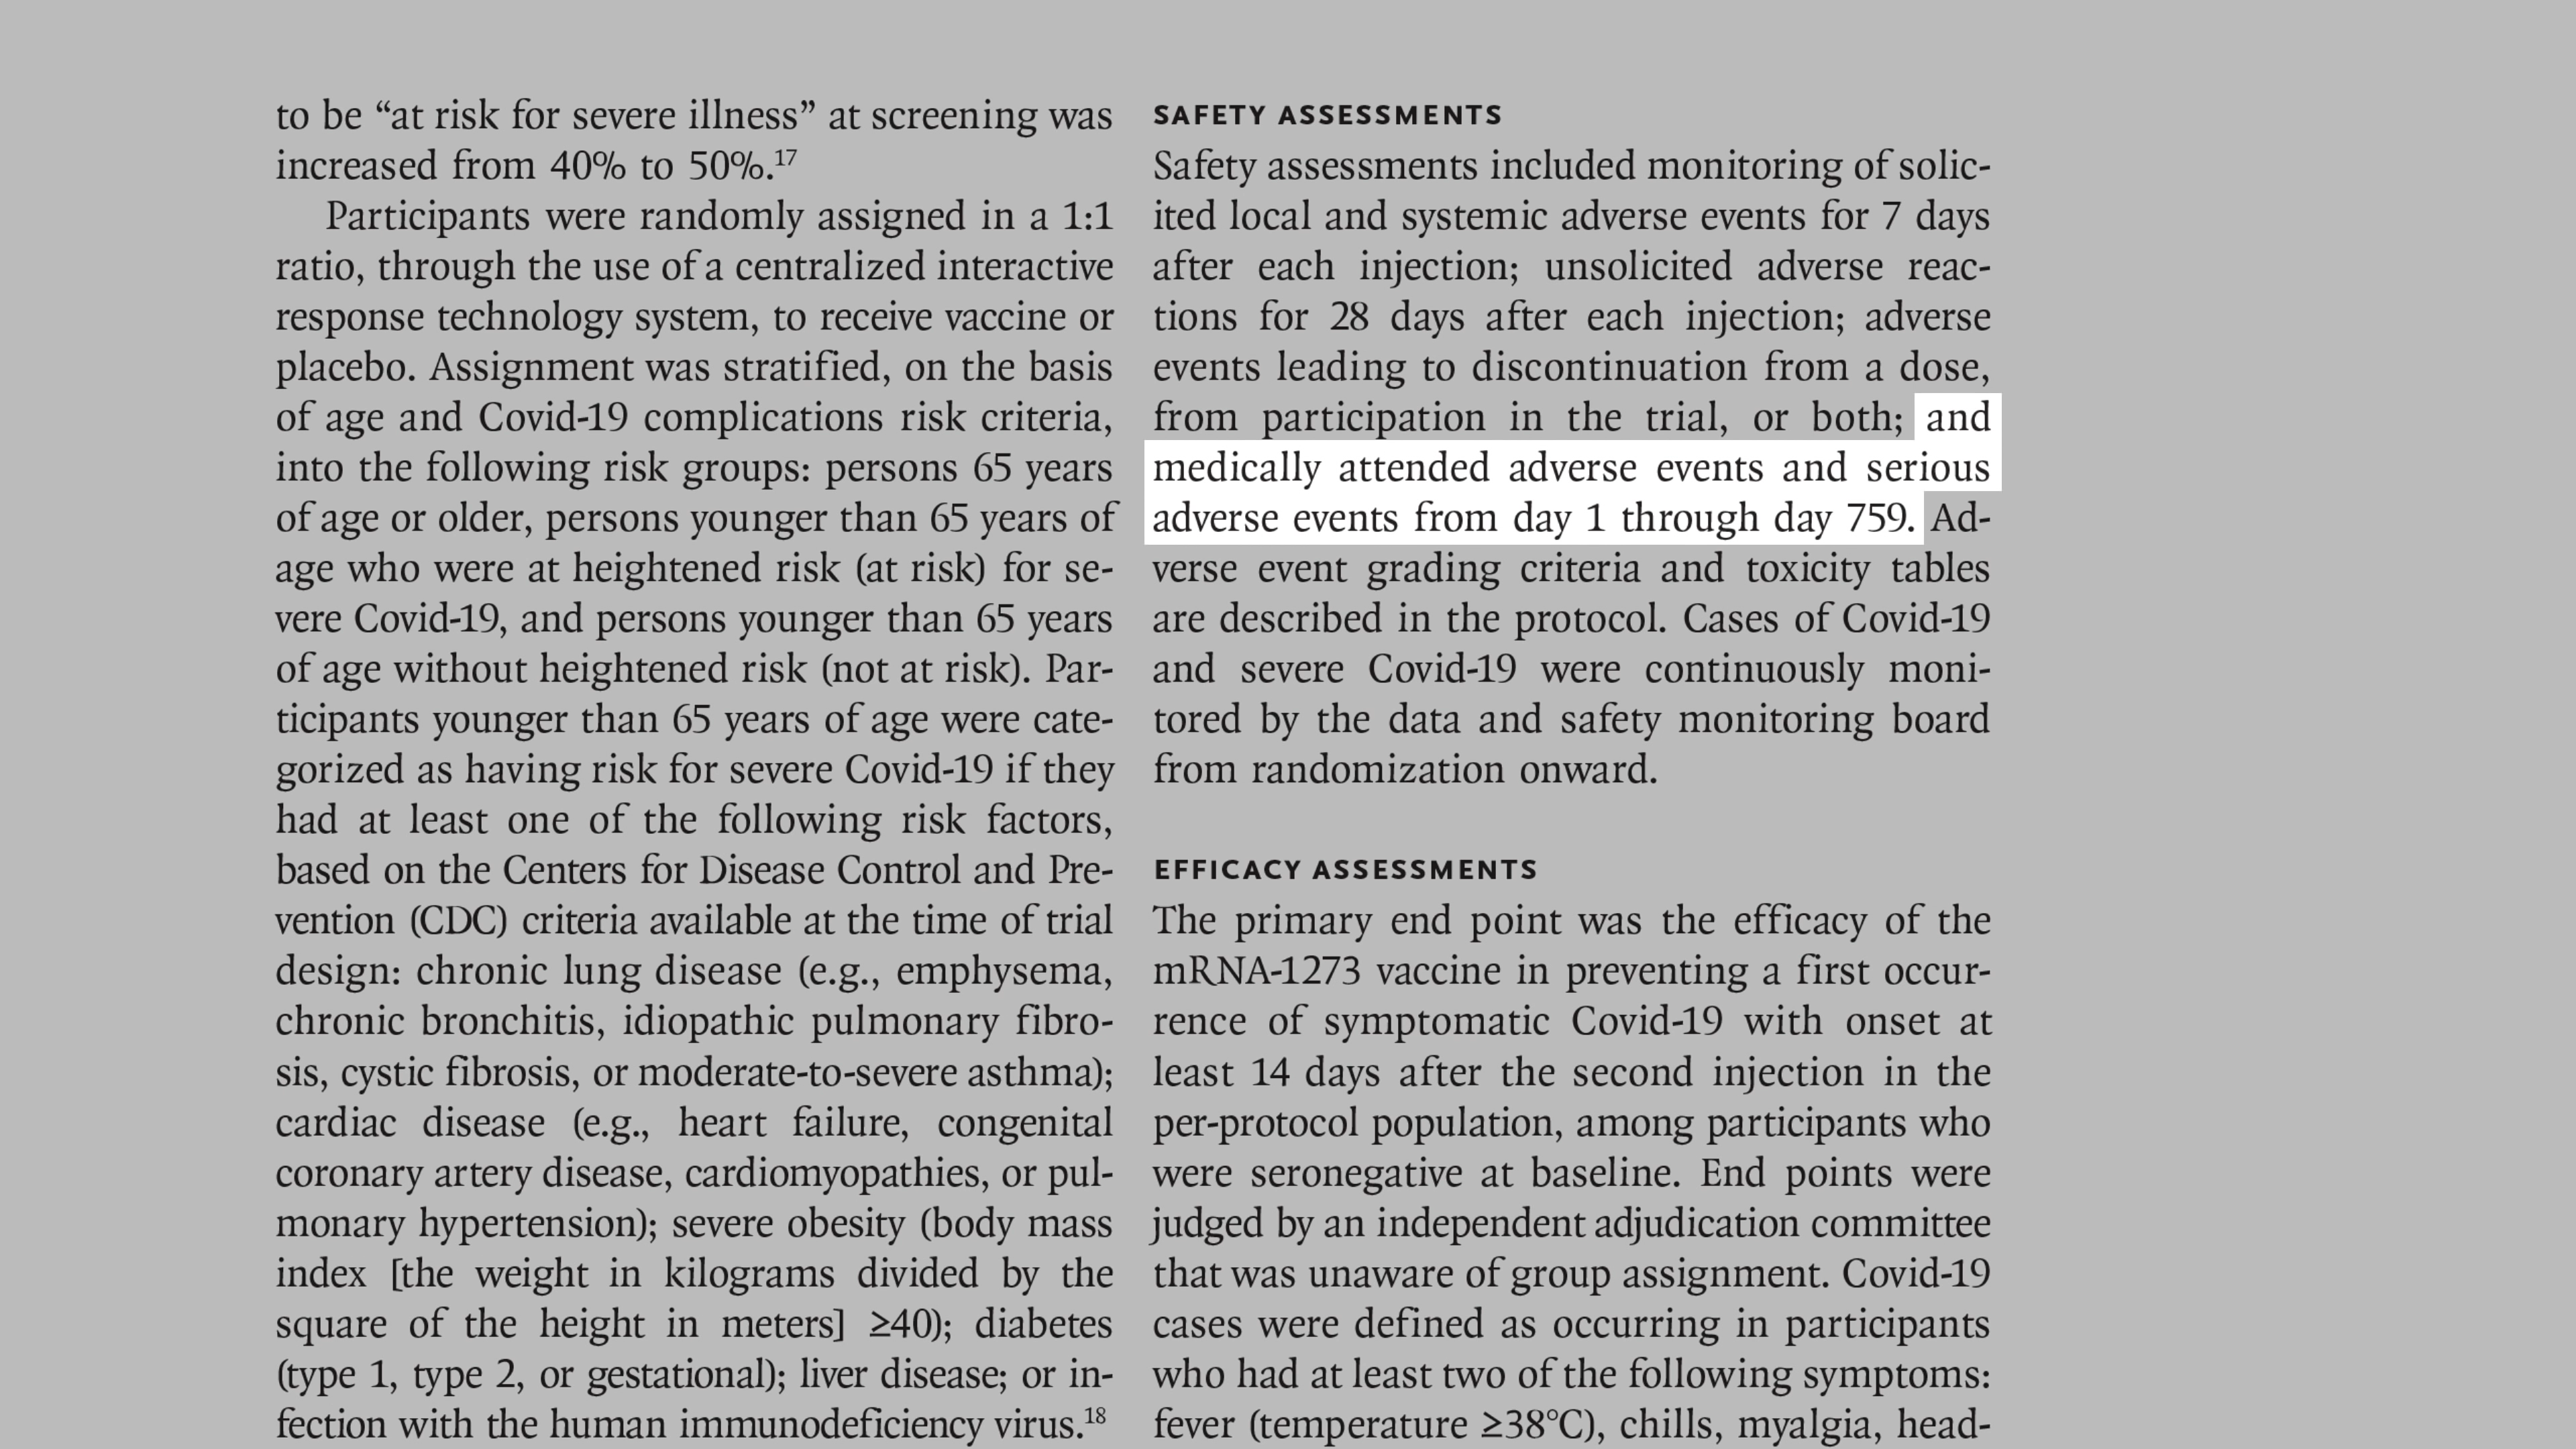 to be “at risk for severe illness” at screening was
increased from 40% to 50%.17
Participants were randomly assigned in a 1:1
ratio, through the use of a centralized interactive
response technology system, to receive vaccine or
placebo. Assignment was stratified, on the basis
of age and Covid-19 complications risk criteria,
into the following risk groups: persons 65 years
of age or older, persons younger than 65 years of
age who were at heightened risk (at risk) for se-
vere Covid-19, and persons younger than 65 years
of age without heightened risk (not at risk). Par-
ticipants younger than 65 years of age were cate-
gorized as having risk for severe Covid-19 if they
had at least one of the following risk factors,
based on the Centers for Disease Control and Pre-
vention (CDC) criteria available at the time of trial
design: chronic lung disease (e.g., emphysema,
chronic bronchitis, idiopathic pulmonary fibro-
sis, cystic fibrosis, or moderate-to-severe asthma);
cardiac disease (e.g., heart failure, congenital
coronary artery disease, cardiomyopathies, or pul-
monary hypertension); severe obesity (body mass
index [the weight in kilograms divided by the
square of the height in meters] ≥40); diabetes
(type 1, type 2, or gestational); liver disease; or in-
fection with the human immunodeficiency virus.18
SAFETY ASSESSMENTS
Safety assessments included monitoring of solic-
ited local and systemic adverse events for 7 days
after each injection; unsolicited adverse reac-
tions for 28 days after each injection; adverse
events leading to discontinuation from a dose,
from participation in the trial, or both; and
medically attended adverse events and serious
adverse events from day 1 through day 759. Ad-
verse event grading criteria and toxicity tables
are described in the protocol. Cases of Covid-19
and severe Covid-19 were continuously moni-
tored by the data and safety monitoring board
from randomization onward.
EFFICACY ASSESSMENTS
The primary end point was the efficacy of the
mRNA-1273 vaccine in preventing a first occur-
rence of symptomatic Covid-19 with onset at
least 14 days after the second injection in the
per-protocol population, among participants who
were seronegative at baseline. End points were
judged by an independent adjudication committee
that was unaware of group assignment. Covid-19
cases were defined as occurring in participants
who had at least two of the following symptoms:
fever (temperature ≥38°C), chills, myalgia, head-